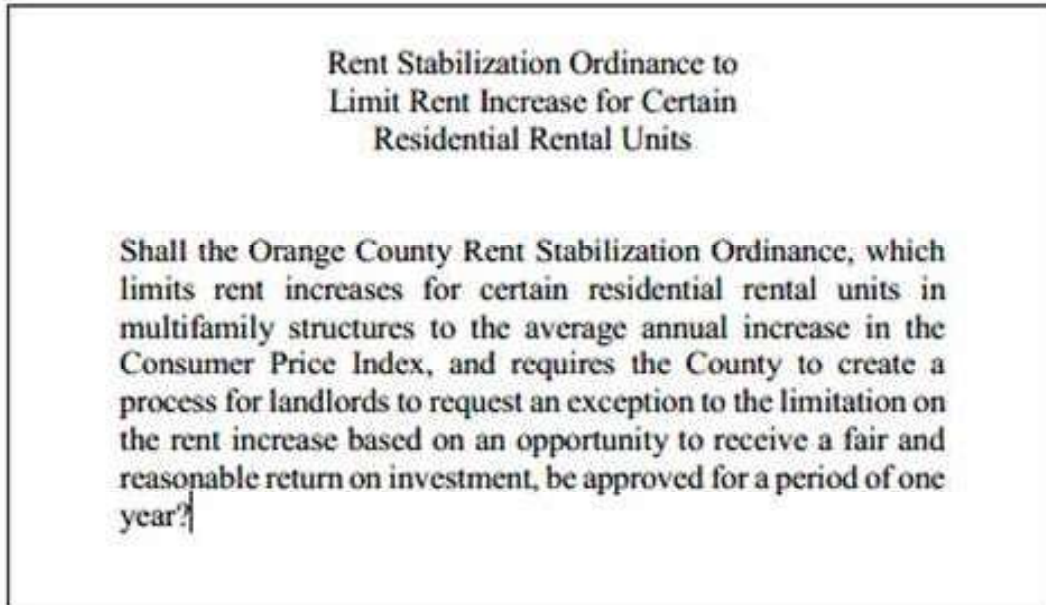 Rent Stabilization Ordinance to
Limit Rent Increase for Certain
Residential Rental Units
Shall the Orange County Rent Stabilization Ordinance, which
limits rent increases for certain residential rental units in
multifamily structures to the average annual increase in the
Consumer Price Index, and requires the County to create a
process for landlords to request an exception to the limitation on
the rent increase based on an opportunity to receive a fair and
reasonable return on investment, be approved for a period of one
year?